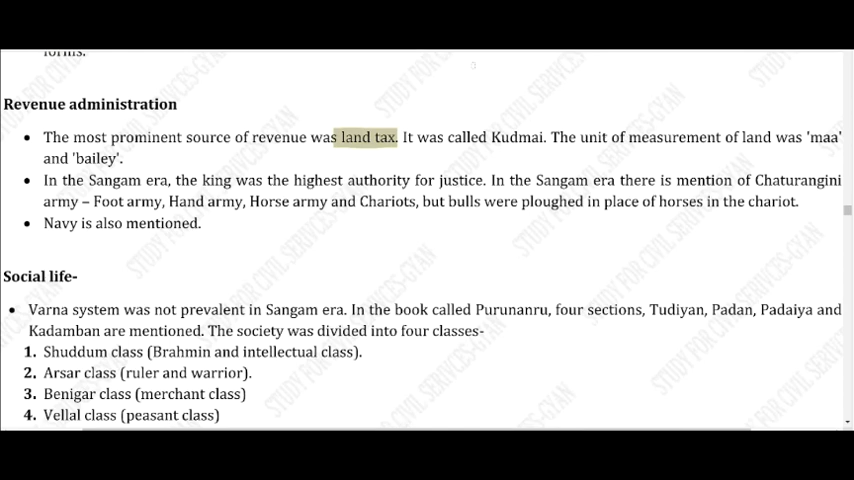 forms.
Revenue administration
• The most prominent source of revenue was land tax. It was called Kudmai. The unit of measurement of land was 'maa'
and 'bailey'.
• In the Sangam era, the king was the highest authority for justice. In the Sangam era there is mention of Chaturangini
army – Foot army, Hand army, Horse army and Chariots, but bulls were ploughed in place of horses in the chariot.
• Navy is also mentioned.
Social life-
• Varna system was not prevalent in Sangam era. In the book called Purunanru, four sections, Tudiyan, Padan, Padaiya and
Kadamban are mentioned. The society was divided into four classes-
1. Shuddum class (Brahmin and intellectual class).
2. Arsar class (ruler and warrior).
3. Benigar class (merchant class)
4. Vellal class (peasant class)